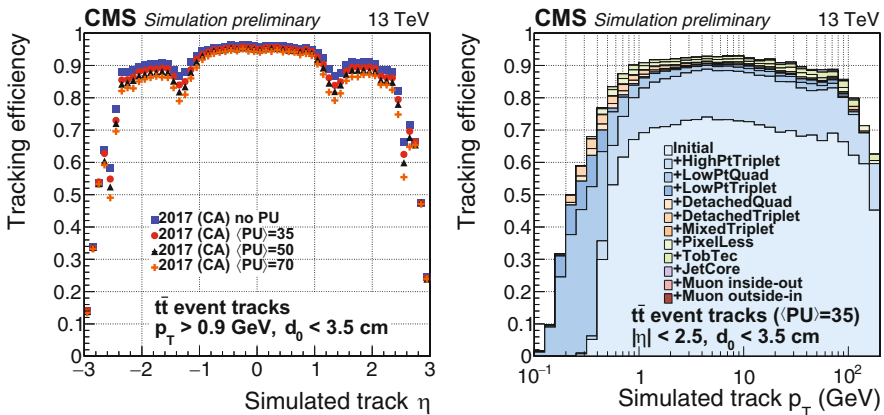 CMS Simulation preliminary 13 TeV
Tracking efficiency
1
0.9
0.8
0.7
0.6
0.5
0.4
0.3
0.2
0.1
0
2017 (CA) no PU
2017 (CA) ⟨PU⟩=35
2017 (CA) ⟨PU⟩=50
2017 (CA) ⟨PU⟩=70
tt̄ event tracks
p_T > 0.9 GeV, d_0 < 3.5 cm
−3 −2 −1 0 1 2 3
Simulated track η
CMS Simulation preliminary 13 TeV
Tracking efficiency
1
0.9
0.8
0.7
0.6
0.5
0.4
0.3
0.2
0.1
0
Initial
+HighPtTriplet
+LowPtQuad
+LowPtTriplet
+DetachedQuad
+DetachedTriplet
+MixedTriplet
+PixelLess
+TobTec
+JetCore
+Muon inside-out
+Muon outside-in
tt̄ event tracks (⟨PU⟩=35)
|η| < 2.5, d_0 < 3.5 cm
10⁻¹ 1 10 10²
Simulated track p_T (GeV)